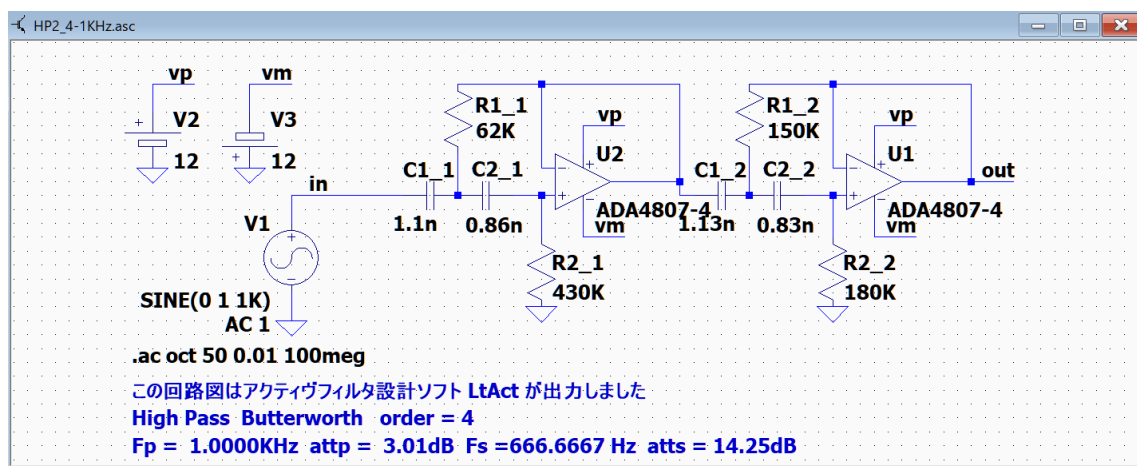 HP2_4-1KHz.asc
vp
vm
V2
V3
12
12
in
V1
SINE(0 1 1K)
AC 1
.ac oct 50 0.01 100meg
R1_1
62K
C1_1
1.1n
C2_1
0.86n
vp
U2
ADA4807-4
vm
R2_1
430K
R1_2
150K
C1_2
1.13n
C2_2
0.83n
vp
U1
ADA4807-4
vm
out
R2_2
180K
この回路図はアクティヴフィルタ設計ソフト LtAct が出力しました
High Pass Butterworth order = 4
Fp = 1.0000KHz attp = 3.01dB Fs =666.6667 Hz atts = 14.25dB